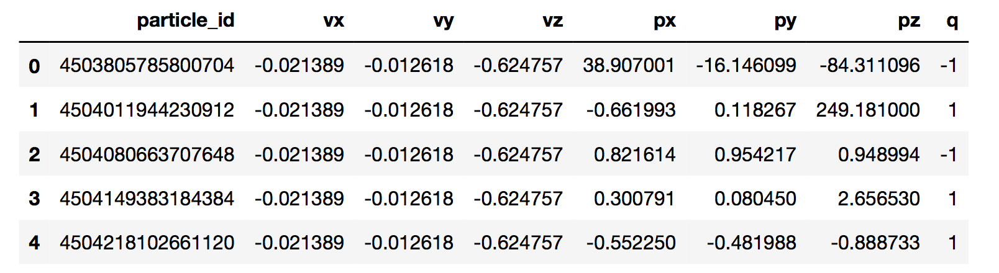 particle_id vx vy vz px py pz q
0 4503805785800704 -0.021389 -0.012618 -0.624757 38.907001 -16.146099 -84.311096 -1
1 4504011944230912 -0.021389 -0.012618 -0.624757 -0.661993 0.118267 249.181000 1
2 4504080663707648 -0.021389 -0.012618 -0.624757 0.821614 0.954217 0.948994 -1
3 4504149383184384 -0.021389 -0.012618 -0.624757 0.300791 0.080450 2.656530 1
4 4504218102661120 -0.021389 -0.012618 -0.624757 -0.552250 -0.481988 -0.888733 1